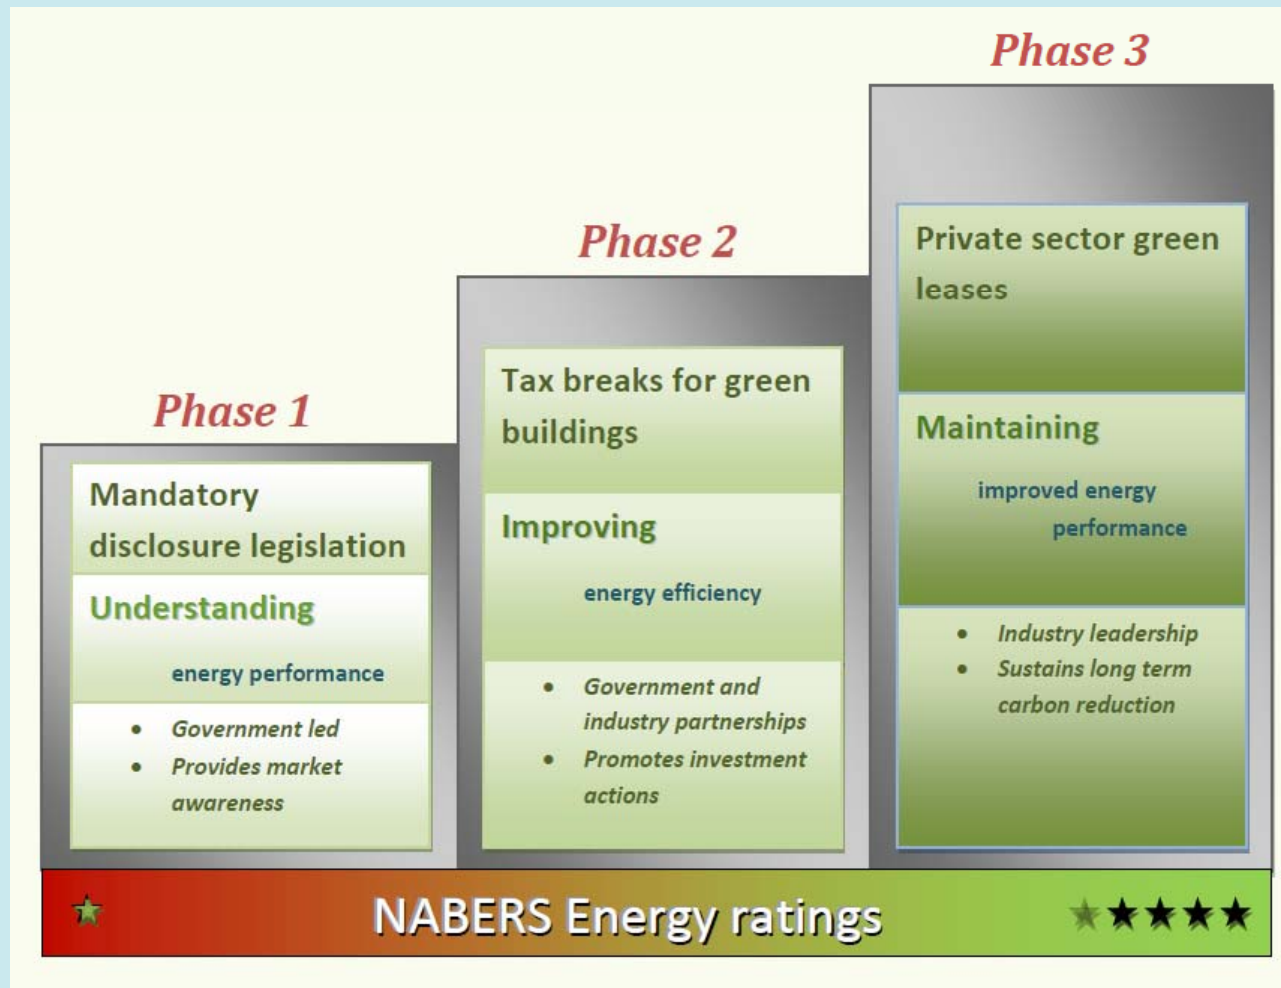 Phase 1
Mandatory
disclosure legislation
Understanding
energy performance
• Government led
• Provides market
awareness
Phase 2
Tax breaks for green
buildings
Improving
energy efficiency
• Government and
industry partnerships
• Promotes investment
actions
Phase 3
Private sector green
leases
Maintaining
improved energy
performance
• Industry leadership
• Sustains long term
carbon reduction
NABERS Energy ratings